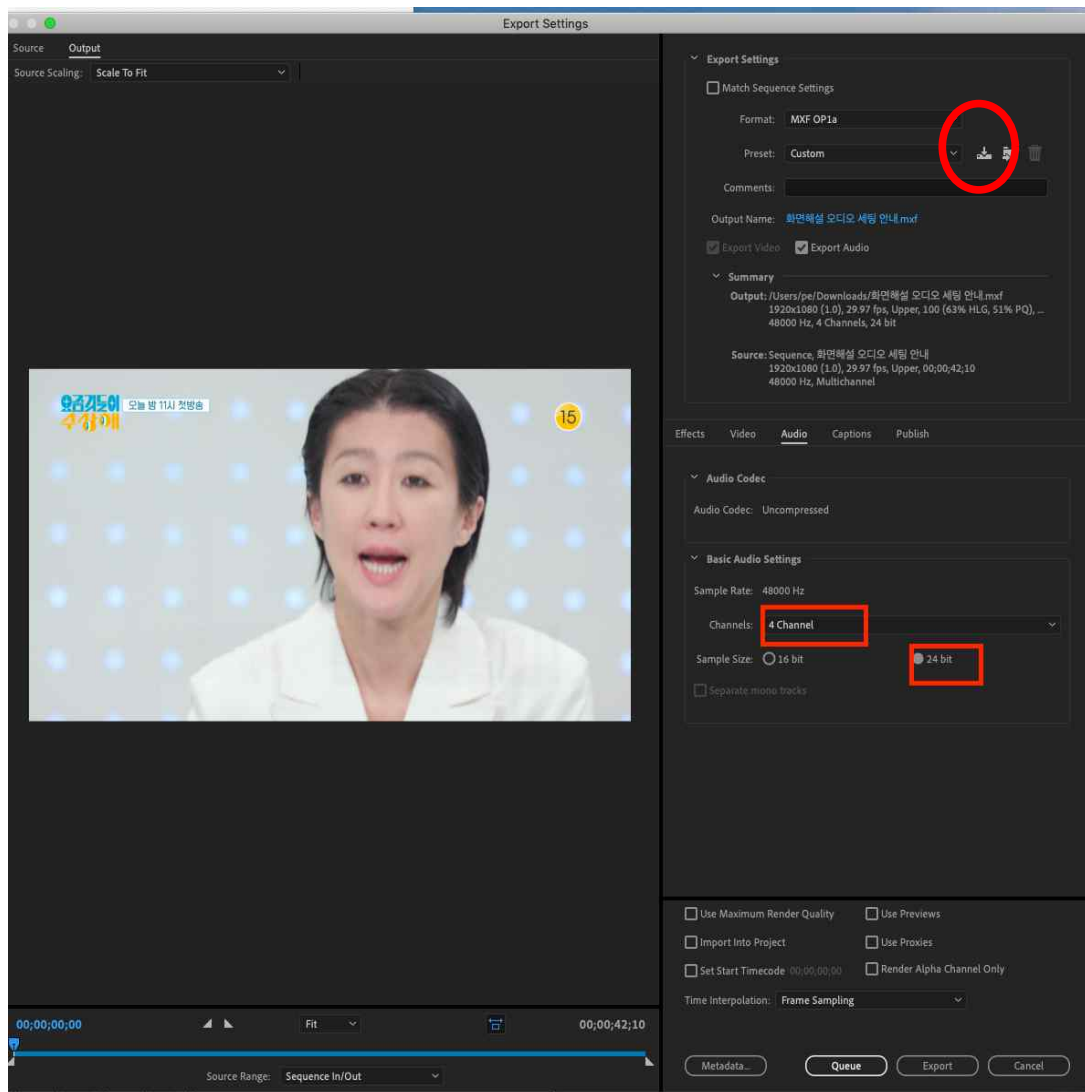 Export Settings
Source Output
Source Scaling: Scale To Fit
Export Settings
Match Sequence Settings
Format: MXF OP1a
Preset: Custom
Comments:
Output Name: 화면해설 오디오 세팅 안내.mxf
Export Video Export Audio
Summary
Output: /Users/pe/Downloads/화면해설 오디오 세팅 안내.mxf
1920x1080 (1.0), 29.97 fps, Upper, 100 (63% HLG, 51% PQ), ...
48000 Hz, 4 Channels, 24 bit
Source: Sequence, 화면해설 오디오 세팅 안내
1920x1080 (1.0), 29.97 fps, Upper, 00;00;42;10
48000 Hz, Multichannel
요즘것들이
수상해
오늘 밤 11시 첫방송
15
Effects Video Audio Captions Publish
Audio Codec
Audio Codec: Uncompressed
Basic Audio Settings
Sample Rate: 48000 Hz
Channels: 4 Channel
Sample Size: 16 bit 24 bit
Separate mono tracks
Use Maximum Render Quality Use Previews
Import Into Project Use Proxies
Set Start Timecode 00;00;00;00 Render Alpha Channel Only
Time Interpolation: Frame Sampling
00;00;00;00 Fit 00;00;42;10
Source Range: Sequence In/Out
Metadata... Queue Export Cancel